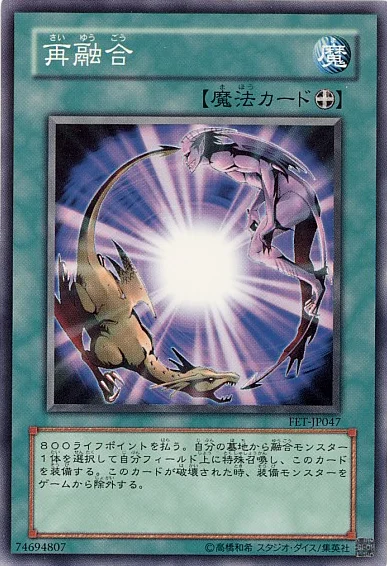 さい ゆう ごう
再融合
魔
まほう
【魔法カード】
FET-JP047
800ライフポイントを払う。自分の墓地から融合モンスター
1体を選択して自分フィールド上に特殊召喚し、このカード
を装備する。このカードが破壊された時、装備モンスターを
ゲームから除外する。
74694807
©高橋和希 スタジオ・ダイス/集英社